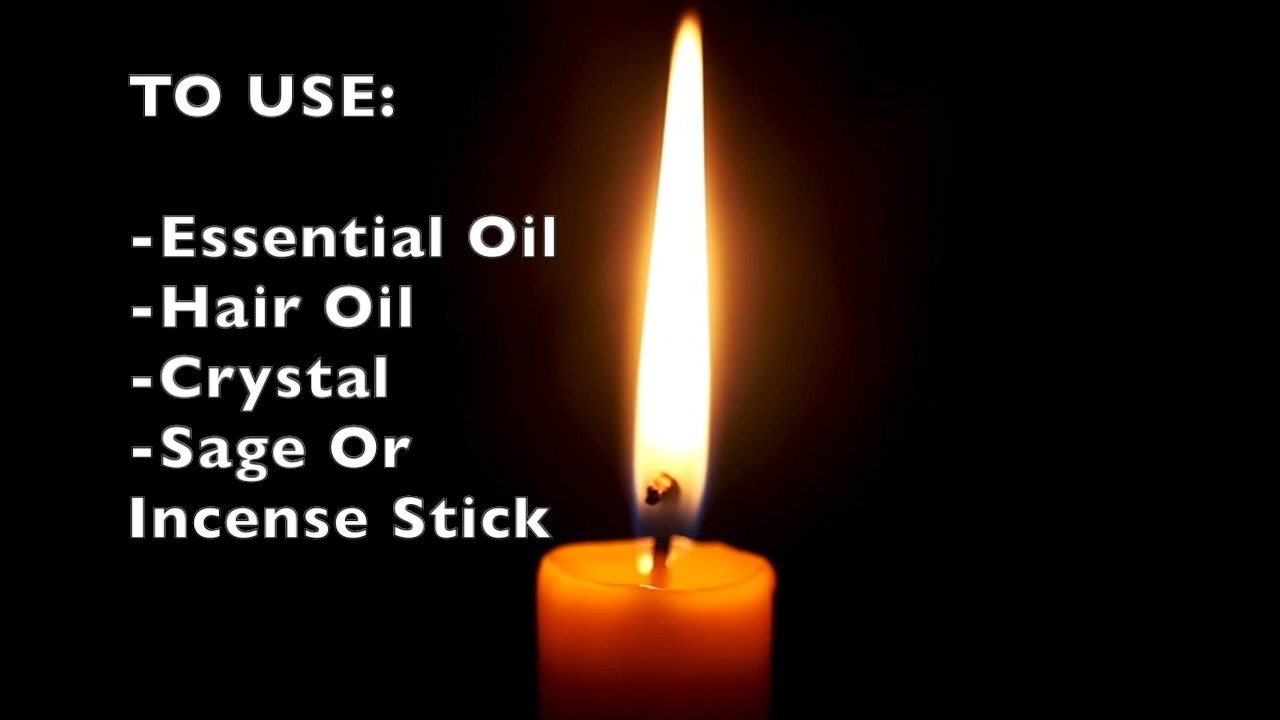 TO USE:
-Essential Oil
-Hair Oil
-Crystal
-Sage Or
Incense Stick